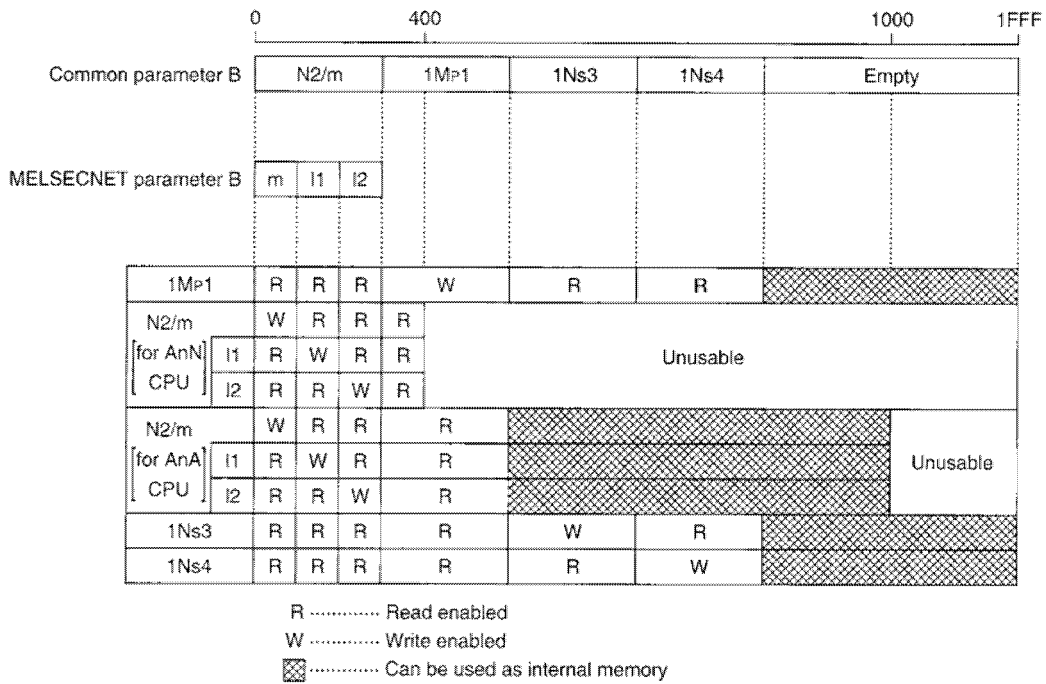 0 400 1000 1FFF
Common parameter B N2/m 1MP1 1Ns3 1Ns4 Empty
MELSECNET parameter B m l1 l2
1MP1 R R R W R R
N2/m W R R R
[for AnN] l1 R W R R Unusable
CPU l2 R R W R
N2/m W R R R
[for AnA] l1 R W R R Unusable
CPU l2 R R W R
1Ns3 R R R R W R
1Ns4 R R R R R W
R ············ Read enabled
W ············ Write enabled
············ Can be used as internal memory